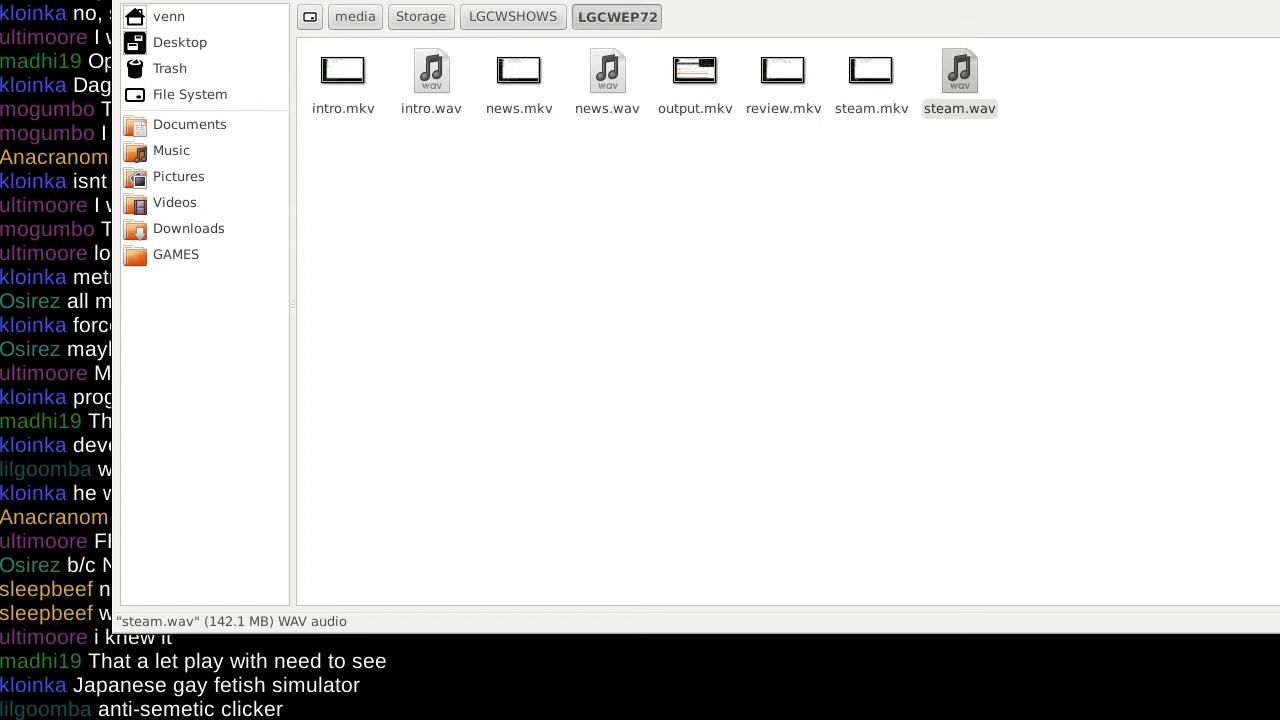 kloinka no,
ultimoore I
madhi19 Op
kloinka Dag
mogumbo T
mogumbo I
Anacranom
kloinka isnt
ultimoore I
mogumbo T
ultimoore lo
kloinka met
Osirez all m
kloinka forc
Osirez may
ultimoore M
kloinka prog
madhi19 Th
kloinka deve
lilgoomba w
kloinka he
Anacranom
ultimoore
Osirez b/c
sleepbeef n
sleepbeef w
ultimoore i knew it
madhi19 That a let play with need to see
kloinka Japanese gay fetish simulator
lilgoomba anti-semetic clicker
venn
Desktop
Trash
File System
Documents
Music
Pictures
Videos
Downloads
GAMES
media Storage LGCWSHOWS LGCWEP72
wav wav wav
intro.mkv intro.wav news.mkv news.wav output.mkv review.mkv steam.mkv steam.wav
"steam.wav" (142.1 MB) WAV audio